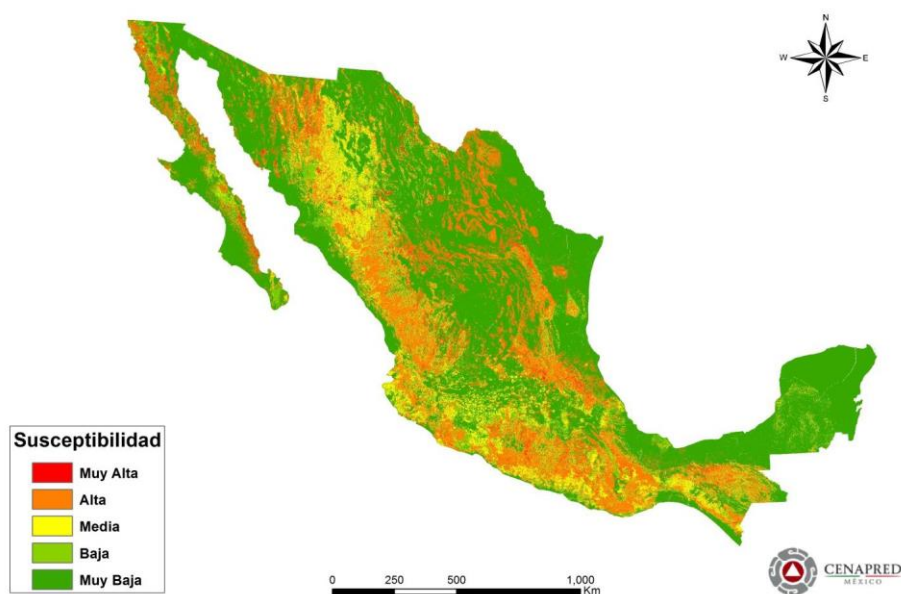 N
W
E
S
Susceptibilidad
Muy Alta
Alta
Media
Baja
Muy Baja
0 250 500 1,000
Km
CENAPRED
MÉXICO